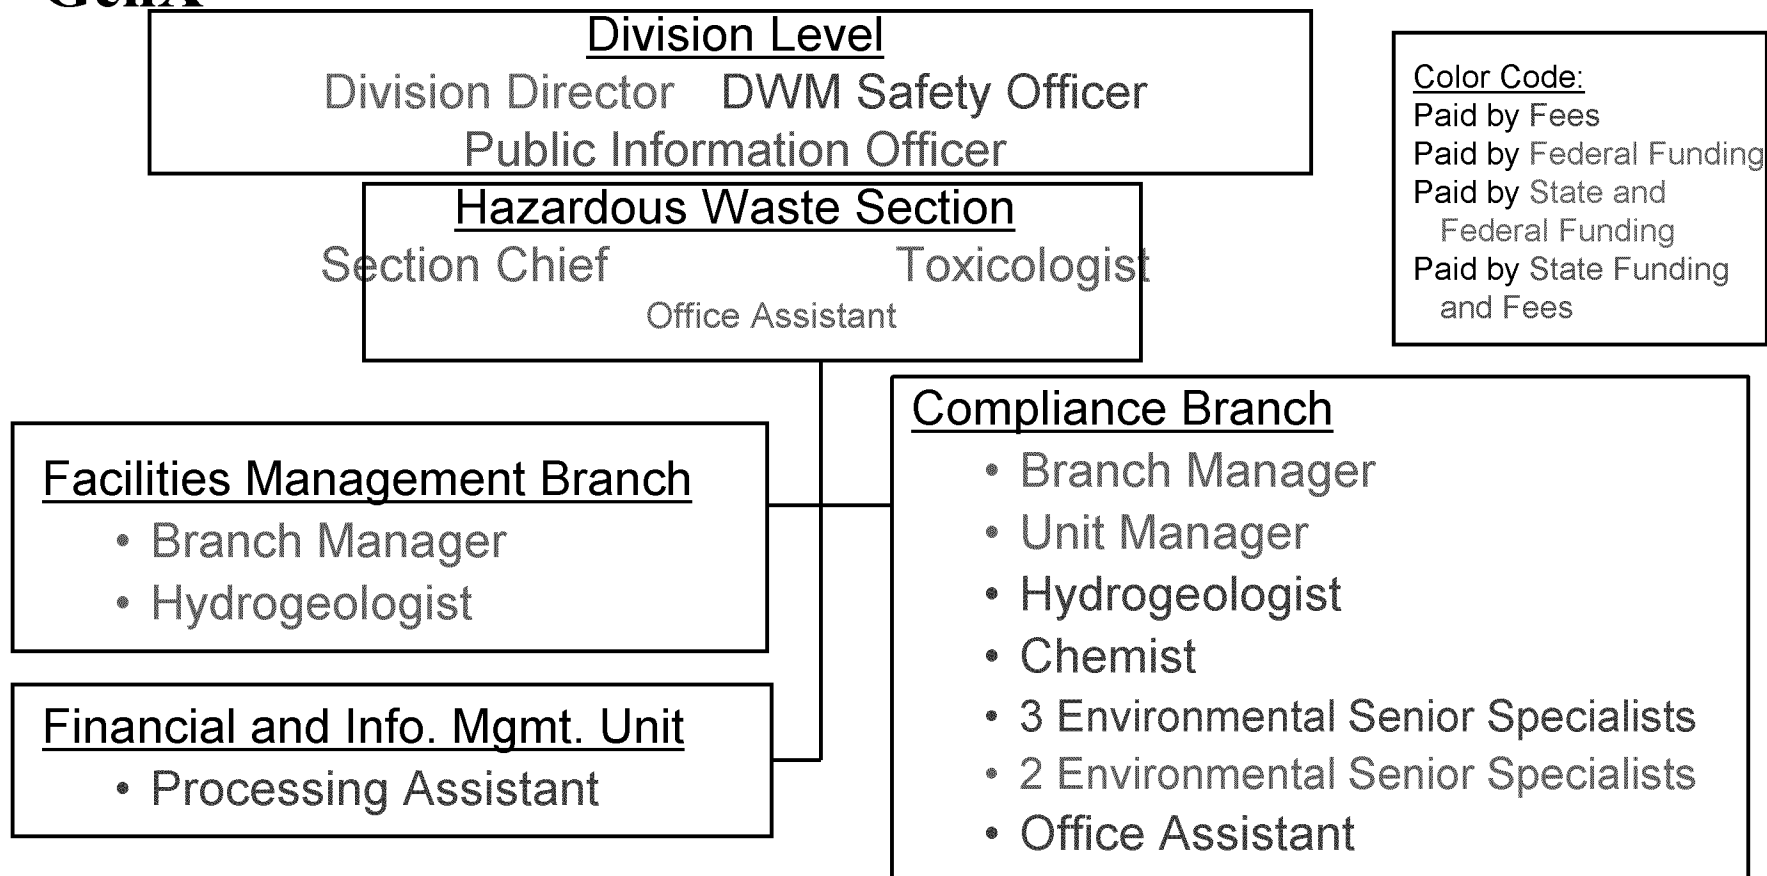 GenX
Division Level
Division Director DWM Safety Officer
Public Information Officer
Color Code:
Paid by Fees
Paid by Federal Funding
Paid by State and
Federal Funding
Paid by State Funding
and Fees
Hazardous Waste Section
Section Chief Toxicologist
Office Assistant
Facilities Management Branch
• Branch Manager
• Hydrogeologist
Financial and Info. Mgmt. Unit
• Processing Assistant
Compliance Branch
• Branch Manager
• Unit Manager
• Hydrogeologist
• Chemist
• 3 Environmental Senior Specialists
• 2 Environmental Senior Specialists
• Office Assistant